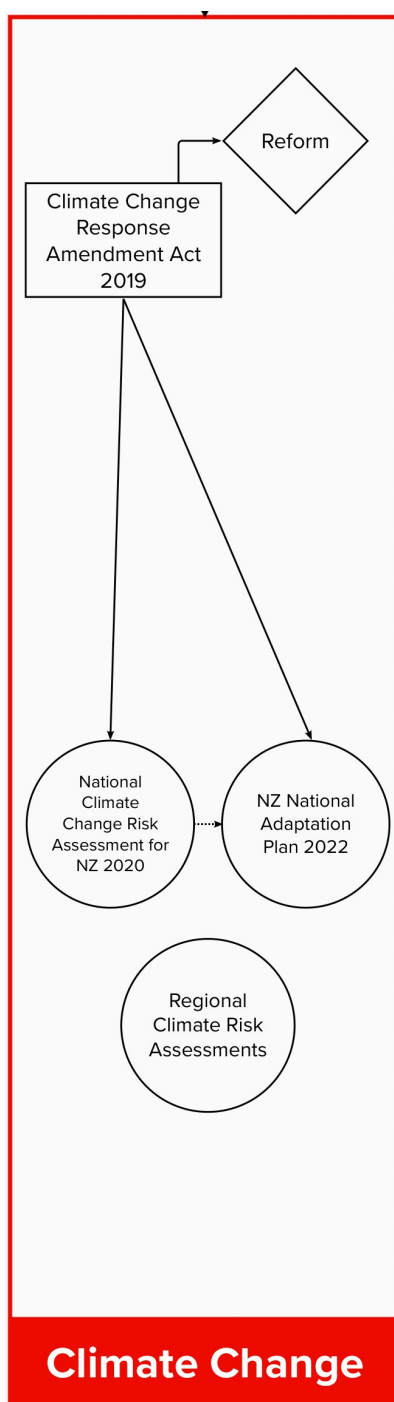 Reform
Climate Change
Response
Amendment Act
2019
National
Climate
Change Risk
Assessment for
NZ 2020
NZ National
Adaptation
Plan 2022
Regional
Climate Risk
Assessments
Climate Change